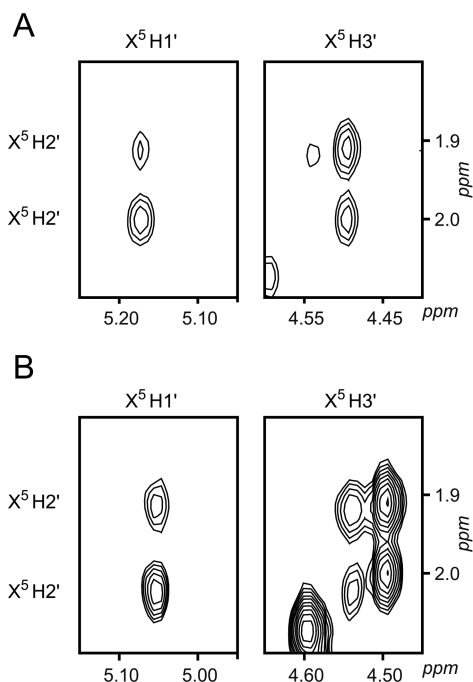 A
X⁵ H1' X⁵ H3'
X⁵ H2' 1.9
ppm
X⁵ H2' 2.0
5.20 5.10 4.55 4.45 ppm
B
X⁵ H1' X⁵ H3'
X⁵ H2' 1.9
ppm
X⁵ H2' 2.0
5.10 5.00 4.60 4.50 ppm